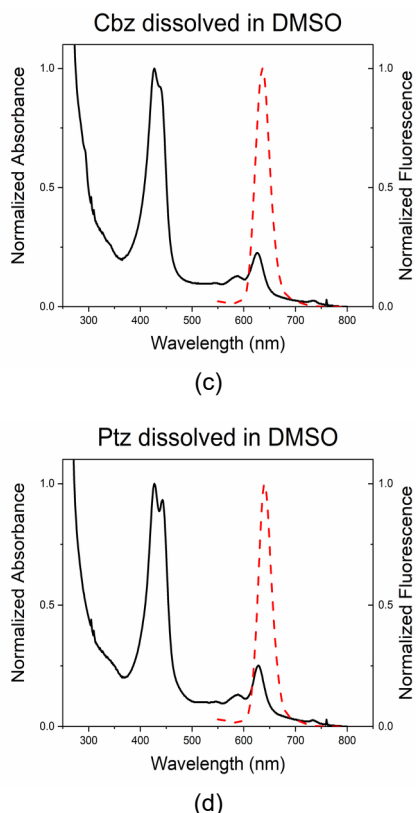 Cbz dissolved in DMSO
Normalized Absorbance
1.0
0.5
0.0
1.0
0.5
0.0
Normalized Fluorescence
300 400 500 600 700 800
Wavelength (nm)
(c)
Ptz dissolved in DMSO
Normalized Absorbance
1.0
0.5
0.0
1.0
0.5
0.0
Normalized Fluorescence
300 400 500 600 700 800
Wavelength (nm)
(d)